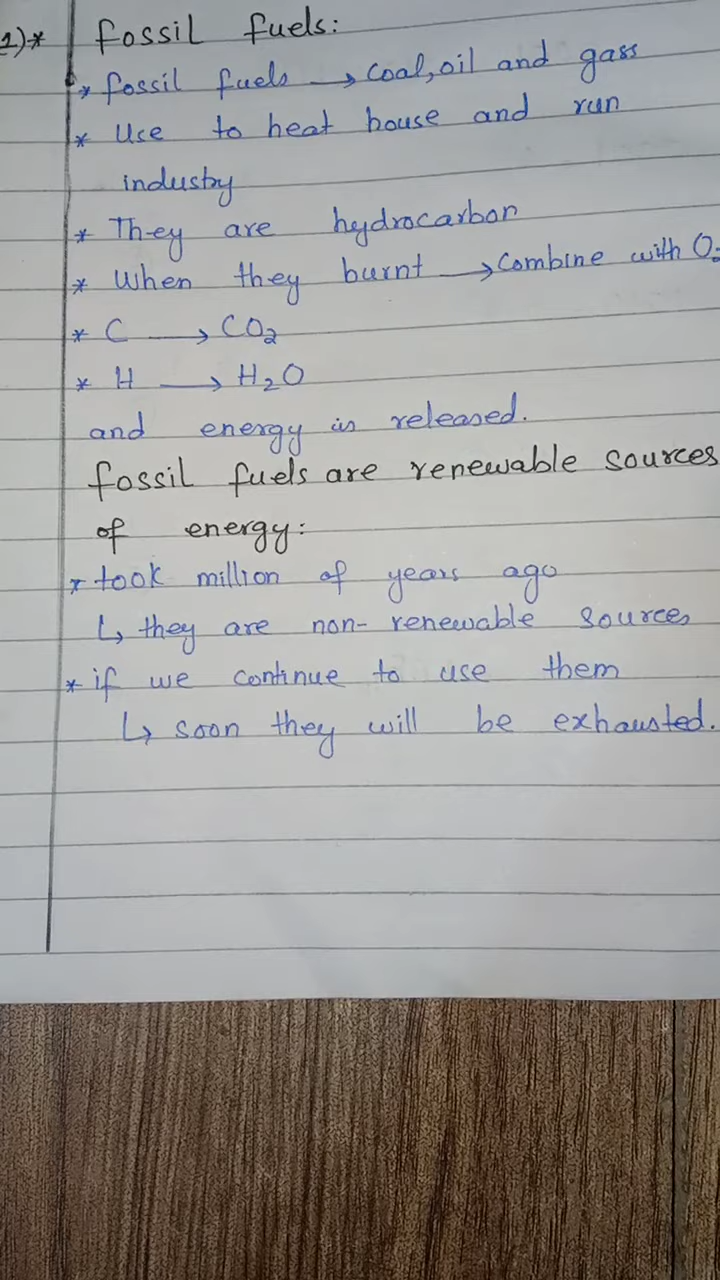 1)* fossil fuels:
* fossil fuels → coal, oil and gass
* Use to heat house and run
industry
* They are hydrocarbon
* When they burnt → Combine with O2
* C → CO2
* H → H2O
and energy is released.
fossil fuels are renewable sources
of energy:
* took million of years ago
↳ they are non-renewable sources
* if we continue to use them
↳ soon they will be exhausted.